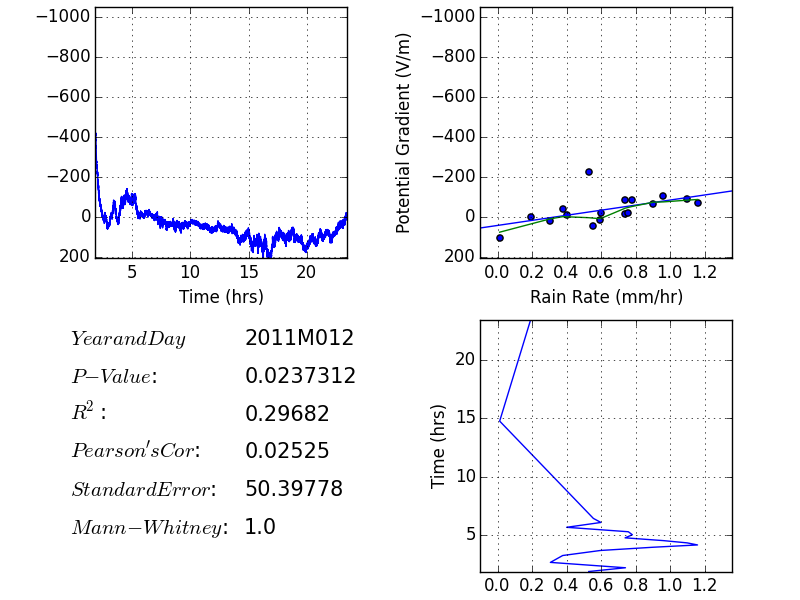 −1000
−800
−600
−400
−200
0
200
5
10
15
20
Time (hrs)
Potential Gradient (V/m)
−1000
−800
−600
−400
−200
0
200
0.0 0.2 0.4 0.6 0.8 1.0 1.2
Rain Rate (mm/hr)
YearandDay 2011M012
P−Value: 0.0237312
R²: 0.29682
Pearson'sCor: 0.02525
StandardError: 50.39778
Mann−Whitney: 1.0
Time (hrs)
20
15
10
5
0.0 0.2 0.4 0.6 0.8 1.0 1.2